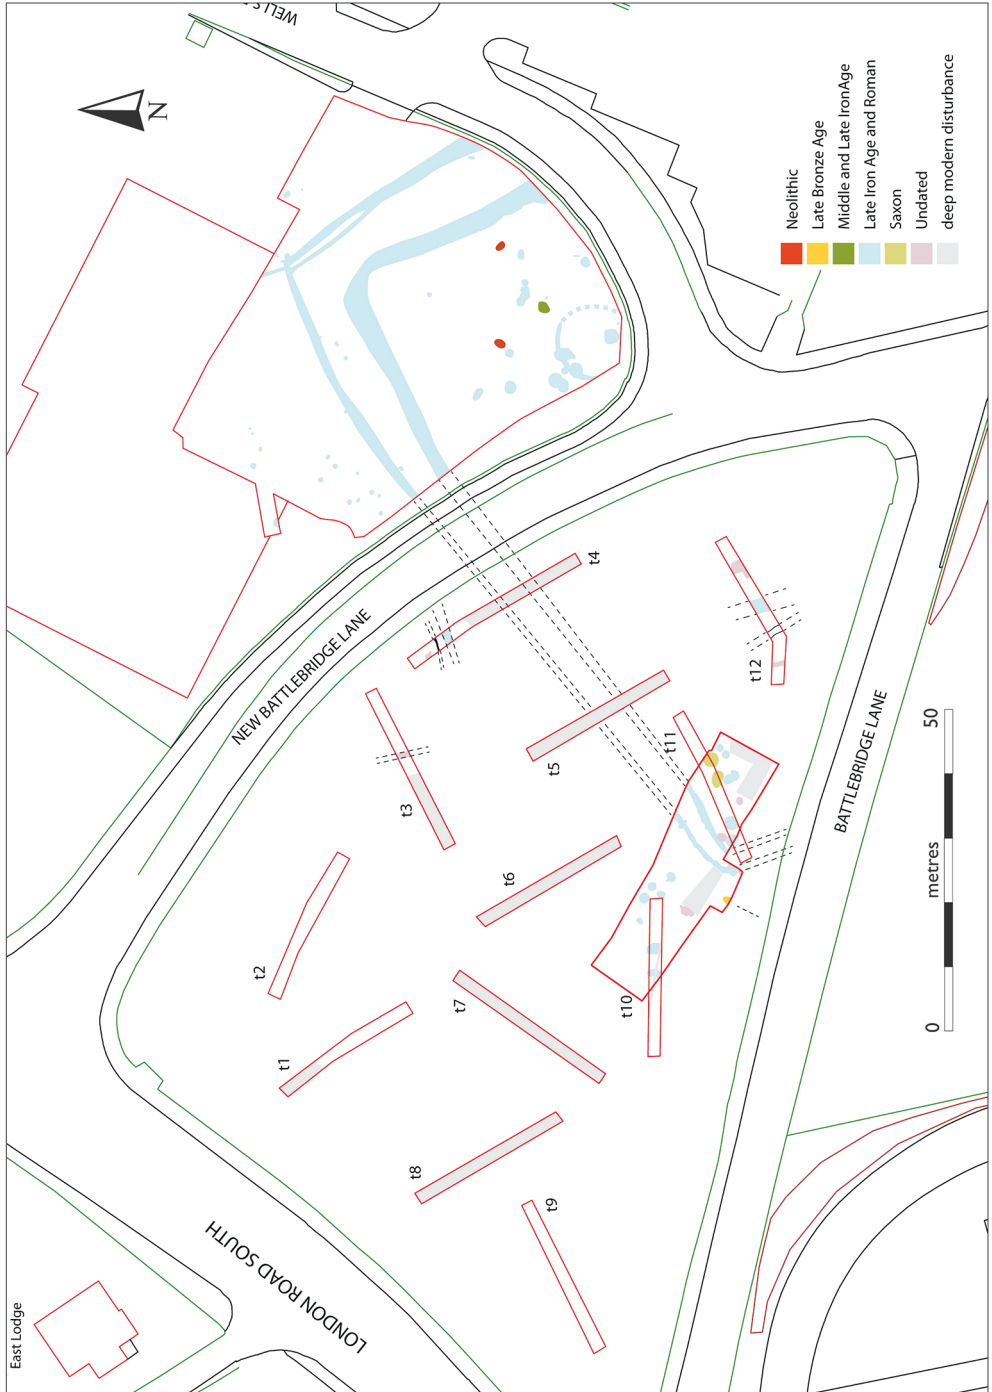 WELLS
N
Neolithic
Late Bronze Age
Middle and Late IronAge
Late Iron Age and Roman
Saxon
Undated
deep modern disturbance
NEW BATTLEBRIDGE LANE
t4
t12
t3
t5
t11
BATTLEBRIDGE LANE
t2
t6
t1
t7
t10
t8
t9
0
metres
50
LONDON ROAD SOUTH
East Lodge